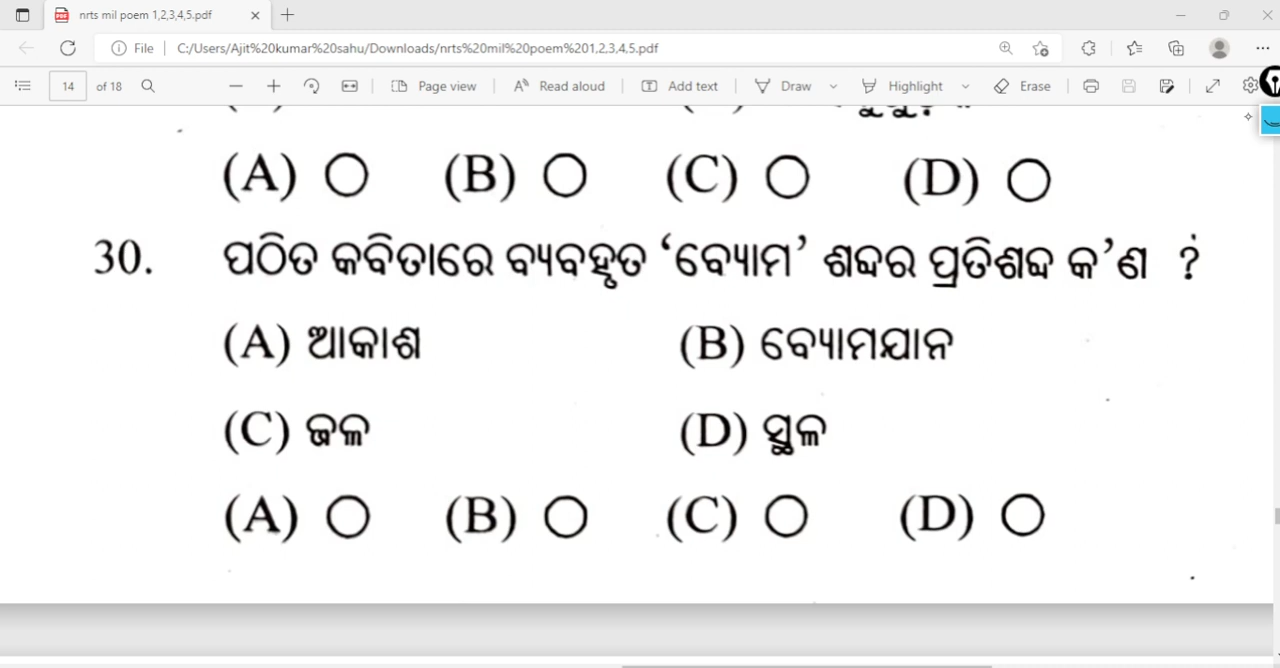 nrts mil poem 1,2,3,4,5.pdf
File C:/Users/Ajit%20kumar%20sahu/Downloads/nrts%20mil%20poem%201,2,3,4,5.pdf
14 of 18 Page view Read aloud Add text Draw Highlight Erase
(A) (B) (C) (D)
30. ପଠିତ କବିତାରେ ବ୍ୟବହୃତ ‘ବ୍ୟୋମ’ ଶବ୍ଦର ପ୍ରତିଶବ୍ଦ କ’ଣ ?
(A) ଆକାଶ (B) ବ୍ୟୋମଯାନ
(C) ଜଳ (D) ସ୍ଥଳ
(A) (B) (C) (D)